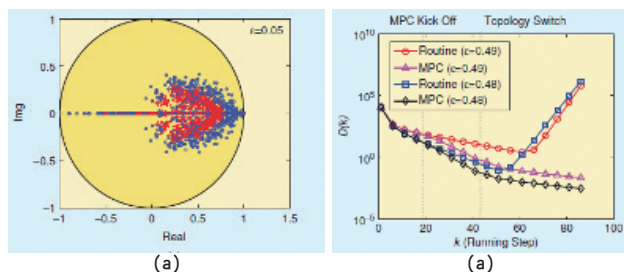 ε=0.05
1
0.5
0
-0.5
-1
-1
-0.5
0
0.5
1
1.5
Img
Real
(a)
MPC Kick Off
Topology Switch
Routine (ε=0.49)
MPC (ε=0.49)
Routine (ε=0.48)
MPC (ε=0.48)
10^10
10^5
10^0
10^-5
D(k)
0
20
40
60
80
100
k (Running Step)
(a)